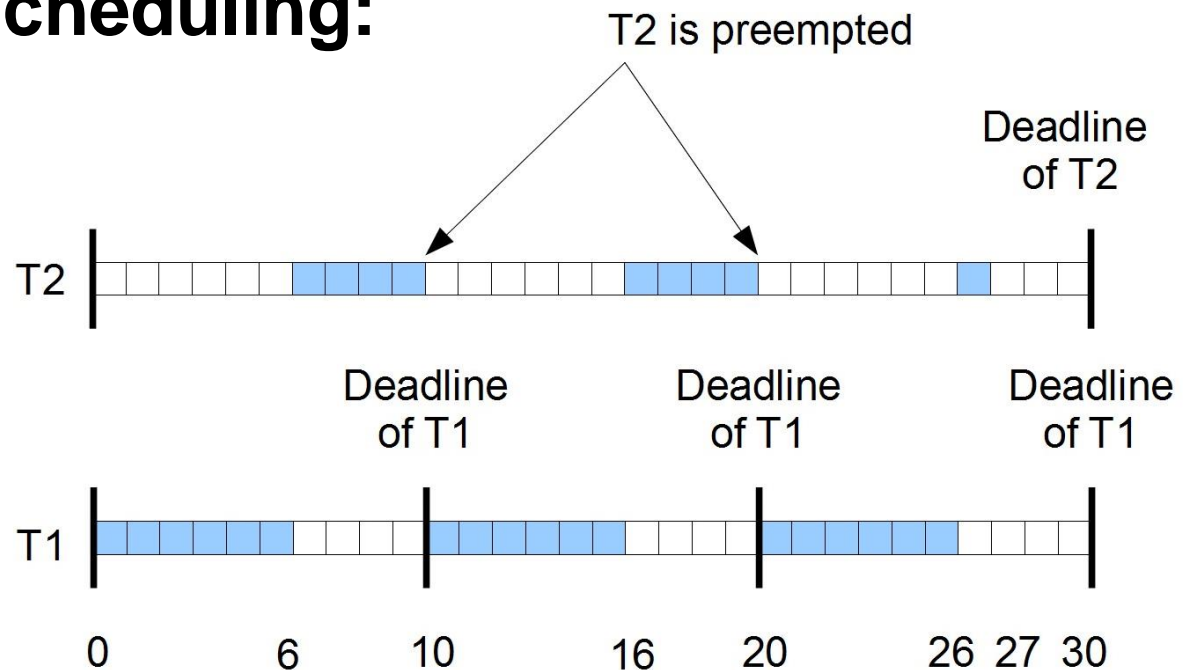 cheduling:
T2 is preempted
Deadline
of T2
T2
Deadline
of T1
Deadline
of T1
Deadline
of T1
T1
0 6 10 16 20 26 27 30